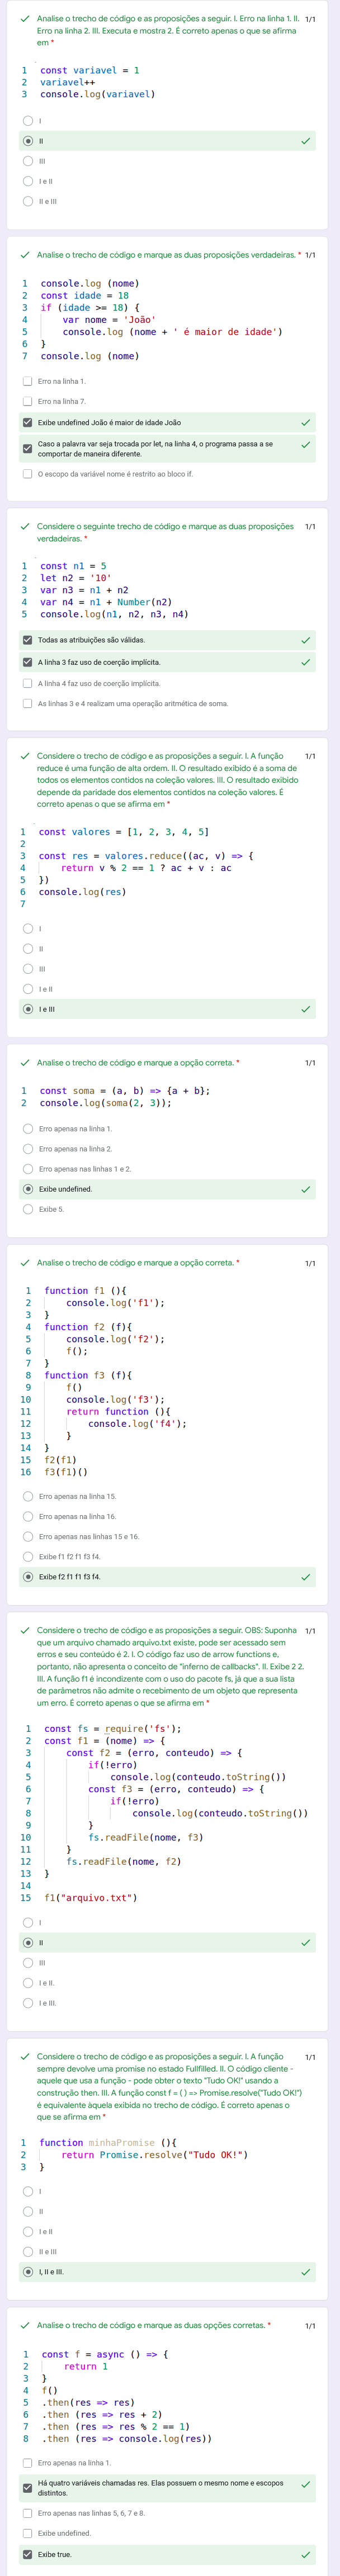 Analise o trecho de código e as proposições a seguir. I. Erro na linha 1. II. 1/1
Erro na linha 2. III. Executa e mostra 2. É correto apenas o que se afirma
em *
1 const variavel = 1
2 variavel++
3 console.log(variavel)
I
II
III
I e II
II e III
Analise o trecho de código e marque as duas proposições verdadeiras. * 1/1
1 console.log (nome)
2 const idade = 18
3 if (idade >= 18) {
4 var nome = 'João'
5 console.log (nome + ' é maior de idade')
6 }
7 console.log (nome)
Erro na linha 1.
Erro na linha 7.
Exibe undefined João é maior de idade João
Caso a palavra var seja trocada por let, na linha 4, o programa passa a se
comportar de maneira diferente.
O escopo da variável nome é restrito ao bloco if.
Considere o seguinte trecho de código e marque as duas proposições 1/1
verdadeiras. *
1 const n1 = 5
2 let n2 = '10'
3 var n3 = n1 + n2
4 var n4 = n1 + Number(n2)
5 console.log(n1, n2, n3, n4)
Todas as atribuições são válidas.
A linha 3 faz uso de coerção implícita.
A linha 4 faz uso de coerção implícita.
As linhas 3 e 4 realizam uma operação aritmética de soma.
Considere o trecho de código e as proposições a seguir. I. A função 1/1
reduce é uma função de alta ordem. II. O resultado exibido é a soma de
todos os elementos contidos na coleção valores. III. O resultado exibido
depende da paridade dos elementos contidos na coleção valores. É
correto apenas o que se afirma em *
1 const valores = [1, 2, 3, 4, 5]
2
3 const res = valores.reduce((ac, v) => {
4 return v % 2 == 1 ? ac + v : ac
5 })
6 console.log(res)
7
I
II
III
I e II
I e III
Analise o trecho de código e marque a opção correta. * 1/1
1 const soma = (a, b) => {a + b};
2 console.log(soma(2, 3));
Erro apenas na linha 1.
Erro apenas na linha 2.
Erro apenas nas linhas 1 e 2.
Exibe undefined.
Exibe 5.
Analise o trecho de código e marque a opção correta. * 1/1
1 function f1 (){
2 console.log('f1');
3 }
4 function f2 (f){
5 console.log('f2');
6 f();
7 }
8 function f3 (f){
9 f()
10 console.log('f3');
11 return function (){
12 console.log('f4');
13 }
14 }
15 f2(f1)
16 f3(f1)()
Erro apenas na linha 15.
Erro apenas na linha 16.
Erro apenas nas linhas 15 e 16.
Exibe f1 f2 f1 f3 f4.
Exibe f2 f1 f1 f3 f4.
Considere o trecho de código e as proposições a seguir. OBS: Suponha 1/1
que um arquivo chamado arquivo.txt existe, pode ser acessado sem
erros e seu conteúdo é 2. I. O código faz uso de arrow functions e,
portanto, não apresenta o conceito de "inferno de callbacks". II. Exibe 2 2.
III. A função f1 é incondizente com o uso do pacote fs, já que a sua lista
de parâmetros não admite o recebimento de um objeto que representa
um erro. É correto apenas o que se afirma em *
1 const fs = require('fs');
2 const f1 = (nome) => {
3 const f2 = (erro, conteudo) => {
4 if(!erro)
5 console.log(conteudo.toString())
6 const f3 = (erro, conteudo) => {
7 if(!erro)
8 console.log(conteudo.toString())
9 }
10 fs.readFile(nome, f3)
11 }
12 fs.readFile(nome, f2)
13 }
14
15 f1("arquivo.txt")
I
II
III
I e II.
I e III.
Considere o trecho de código e as proposições a seguir. I. A função 1/1
sempre devolve uma promise no estado Fullfilled. II. O código cliente -
aquele que usa a função - pode obter o texto "Tudo OK!" usando a
construção then. III. A função const f = ( ) => Promise.resolve("Tudo OK!")
é equivalente àquela exibida no trecho de código. É correto apenas o
que se afirma em *
1 function minhaPromise (){
2 return Promise.resolve("Tudo OK!")
3 }
I
II
I e II
II e III
I, II e III.
Analise o trecho de código e marque as duas opções corretas. * 1/1
1 const f = async () => {
2 return 1
3 }
4 f()
5 .then(res => res)
6 .then (res => res + 2)
7 .then (res => res % 2 == 1)
8 .then (res => console.log(res))
Erro apenas na linha 1.
Há quatro variáveis chamadas res. Elas possuem o mesmo nome e escopos
distintos.
Erro apenas nas linhas 5, 6, 7 e 8.
Exibe undefined.
Exibe true.